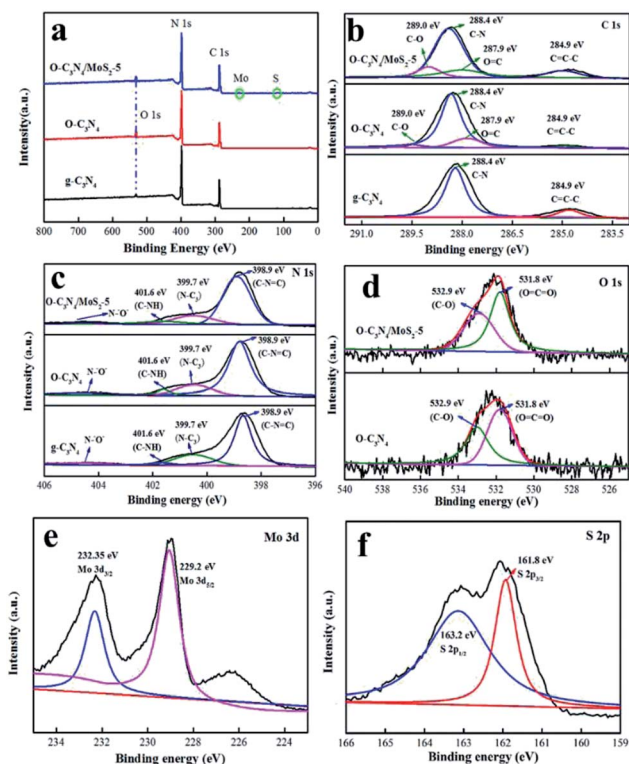 a
N 1s
O-C₃N₄/MoS₂-5
C 1s
Mo
S
O 1s
O-C₃N₄
g-C₃N₄
800 700 600 500 400 300 200 100 0
Binding Energy (eV)
Intensity(a.u.)
b
C 1s
288.4 eV
C-N
289.0 eV
C-O
287.9 eV
O=C
284.9 eV
C=C-C
O-C₃N₄/MoS₂-5
288.4 eV
C-N
289.0 eV
C-O
287.9 eV
O=C
284.9 eV
C=C-C
O-C₃N₄
288.4 eV
C-N
284.9 eV
C=C-C
g-C₃N₄
291.0 289.5 288.0 286.5 285.0 283.5
Binding energy (eV)
Intensity(a.u.)
c
N 1s
398.9 eV
(C-N=C)
399.7 eV
(N-C₃)
401.6 eV
(C-NH)
O-C₃N₄/MoS₂-5
N-O⁻
398.9 eV
(C-N=C)
399.7 eV
(N-C₃)
401.6 eV
(C-NH)
O-C₃N₄
N-O⁻
398.9 eV
(C-N=C)
399.7 eV
(N-C₃)
401.6 eV
(C-NH)
g-C₃N₄
N-O⁻
406 404 402 400 398 396
Binding energy (eV)
Intensity (a.u.)
d
O 1s
532.9 eV
(C-O)
531.8 eV
(O=C=O)
O-C₃N₄/MoS₂-5
532.9 eV
(C-O)
531.8 eV
(O=C=O)
O-C₃N₄
540 538 536 534 532 530 528 526
Binding energy (eV)
Intensity (a.u.)
e
Mo 3d
232.35 eV
Mo 3d₃/₂
229.2 eV
Mo 3d₅/₂
234 232 230 228 226 224
Binding energy (eV)
Intensity (a.u.)
f
S 2p
161.8 eV
S 2p₃/₂
163.2 eV
S 2p₁/₂
166 165 164 163 162 161 160 159
Binding energy (eV)
Intensity (a.u.)